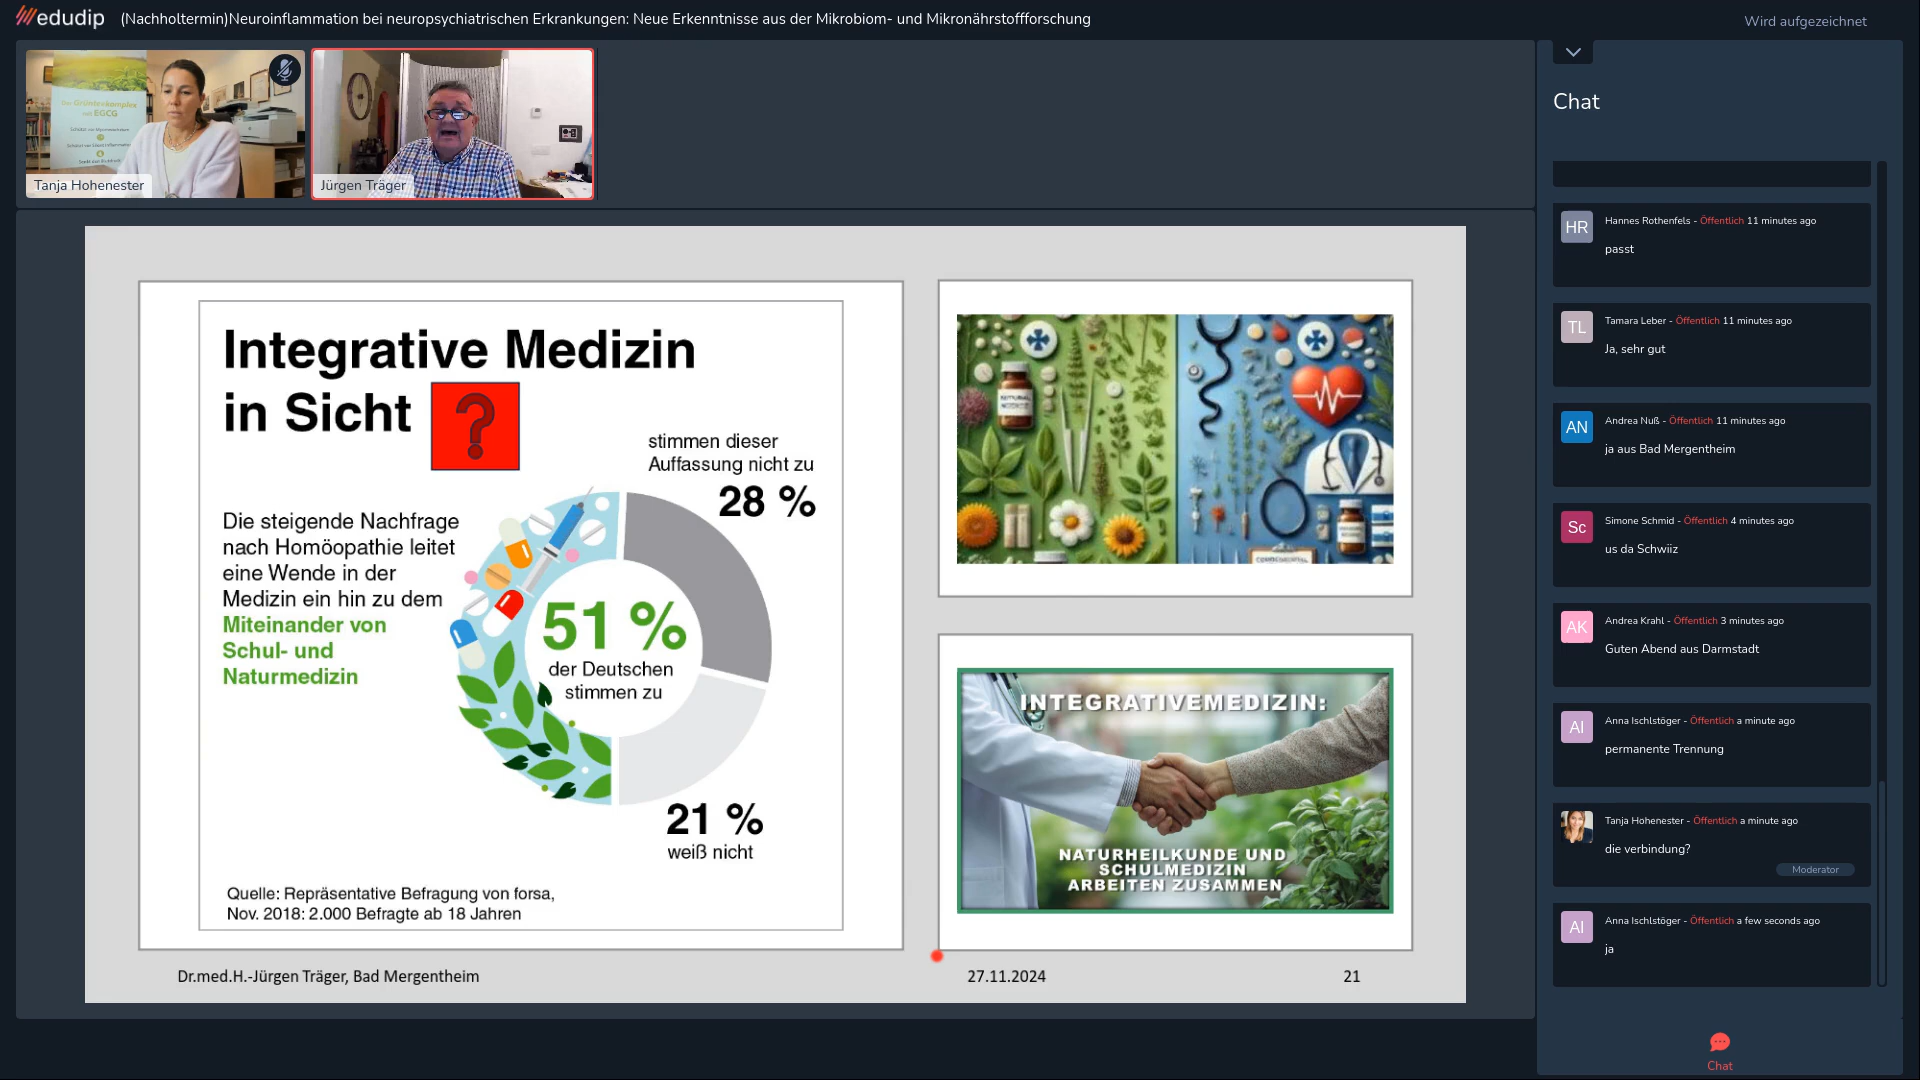 edudip
(Nachholtermin)Neuroinflammation bei neuropsychiatrischen Erkrankungen: Neue Erkenntnisse aus der Mikrobiom- und Mikronährstoffforschung
Wird aufgezeichnet
Grünteekomplex
EGCG
Tanja Hohenester
Jürgen Träger
Integrative Medizin
in Sicht ?
stimmen dieser
Auffassung nicht zu
28 %
Die steigende Nachfrage
nach Homöopathie leitet
eine Wende in der
Medizin ein hin zu dem
Miteinander von
Schul- und
Naturmedizin
51 %
der Deutschen
stimmen zu
21 %
weiß nicht
Quelle: Repräsentative Befragung von forsa,
Nov. 2018: 2.000 Befragte ab 18 Jahren
INTEGRATIVEMEDIZIN:
NATURHEILKUNDE UND
SCHULMEDIZIN
ARBEITEN ZUSAMMEN
Dr.med.H.-Jürgen Träger, Bad Mergentheim
27.11.2024
21
Chat
HR
Hannes Rothenfels - Öffentlich 11 minutes ago
passt
TL
Tamara Leber - Öffentlich 11 minutes ago
Ja, sehr gut
AN
Andrea Nuß - Öffentlich 11 minutes ago
ja aus Bad Mergentheim
Sc
Simone Schmid - Öffentlich 4 minutes ago
us da Schwiiz
AK
Andrea Krahl - Öffentlich 3 minutes ago
Guten Abend aus Darmstadt
AI
Anna Ischlstöger - Öffentlich a minute ago
permanente Trennung
Tanja Hohenester - Öffentlich a minute ago
die verbindung?
Moderator
AI
Anna Ischlstöger - Öffentlich a few seconds ago
ja
Chat